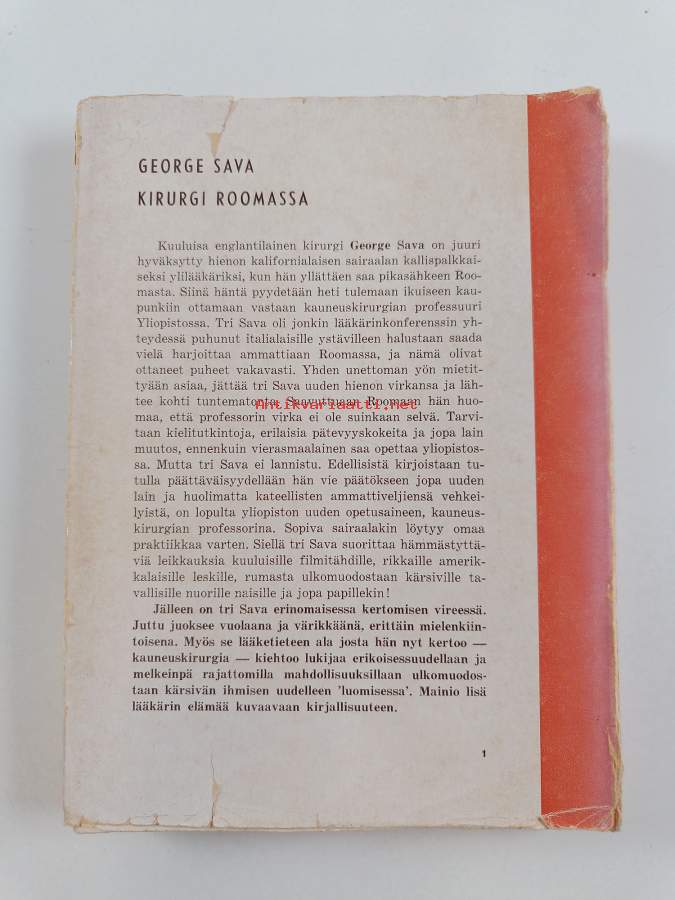 GEORGE SAVA
KIRURGI ROOMASSA
Kuuluisa englantilainen kirurgi George Sava on juuri
hyväksytty hienon kalifornialaisen sairaalan kallispalkkai-
seksi ylilääkäriksi, kun hän yllättäen saa pikasähkeen Roo-
masta. Siinä häntä pyydetään heti tulemaan ikuiseen kau-
punkiin ottamaan vastaan kauneuskirurgian professuuri
Yliopistossa. Tri Sava oli jonkin lääkärinkonferenssin yh-
teydessä puhunut italialaisille ystävilleen halustaan saada
vielä harjoittaa ammattiaan Roomassa, ja nämä olivat
ottaneet puheet vakavasti. Yhden unettoman yön mietit-
tyään asiaa, jättää tri Sava uuden hienon virkansa ja läh-
tee kohti tuntematonta. Saavuttuaan Roomaan hän huo-
Antikvariaatti.net
maa, että professorin virka ei ole suinkaan selvä. Tarvi-
taan kielitutkintoja, erilaisia pätevyyskokeita ja jopa lain
muutos, ennenkuin vierasmaalainen saa opettaa yliopistos-
sa. Mutta tri Sava ei lannistu. Edellisistä kirjoistaan tu-
tulla päättäväisyydellään hän vie päätökseen jopa uuden
lain ja huolimatta kateellisten ammattiveljiensä vehkei-
lyistä, on lopulta yliopiston uuden opetusaineen, kauneus-
kirurgian professorina. Sopiva sairaalakin löytyy omaa
praktiikkaa varten. Siellä tri Sava suorittaa hämmästyttä-
viä leikkauksia kuuluisille filmitähdille, rikkaille amerik-
kalaisille leskille, rumasta ulkomuodostaan kärsiville ta-
vallisille nuorille naisille ja jopa papillekin!
Jälleen on tri Sava erinomaisessa kertomisen vireessä.
Juttu juoksee vuolaana ja värikkäänä, erittäin mielenkiin-
toisena. Myös se lääketieteen ala josta hän nyt kertoo —
kauneuskirurgia — kiehtoo lukijaa erikoisessuudellaan ja
melkeinpä rajattomilla mahdollisuuksillaan ulkomuodos-
taan kärsivän ihmisen uudelleen 'luomisessa'. Mainio lisä
lääkärin elämää kuvaavaan kirjallisuuteen.
1